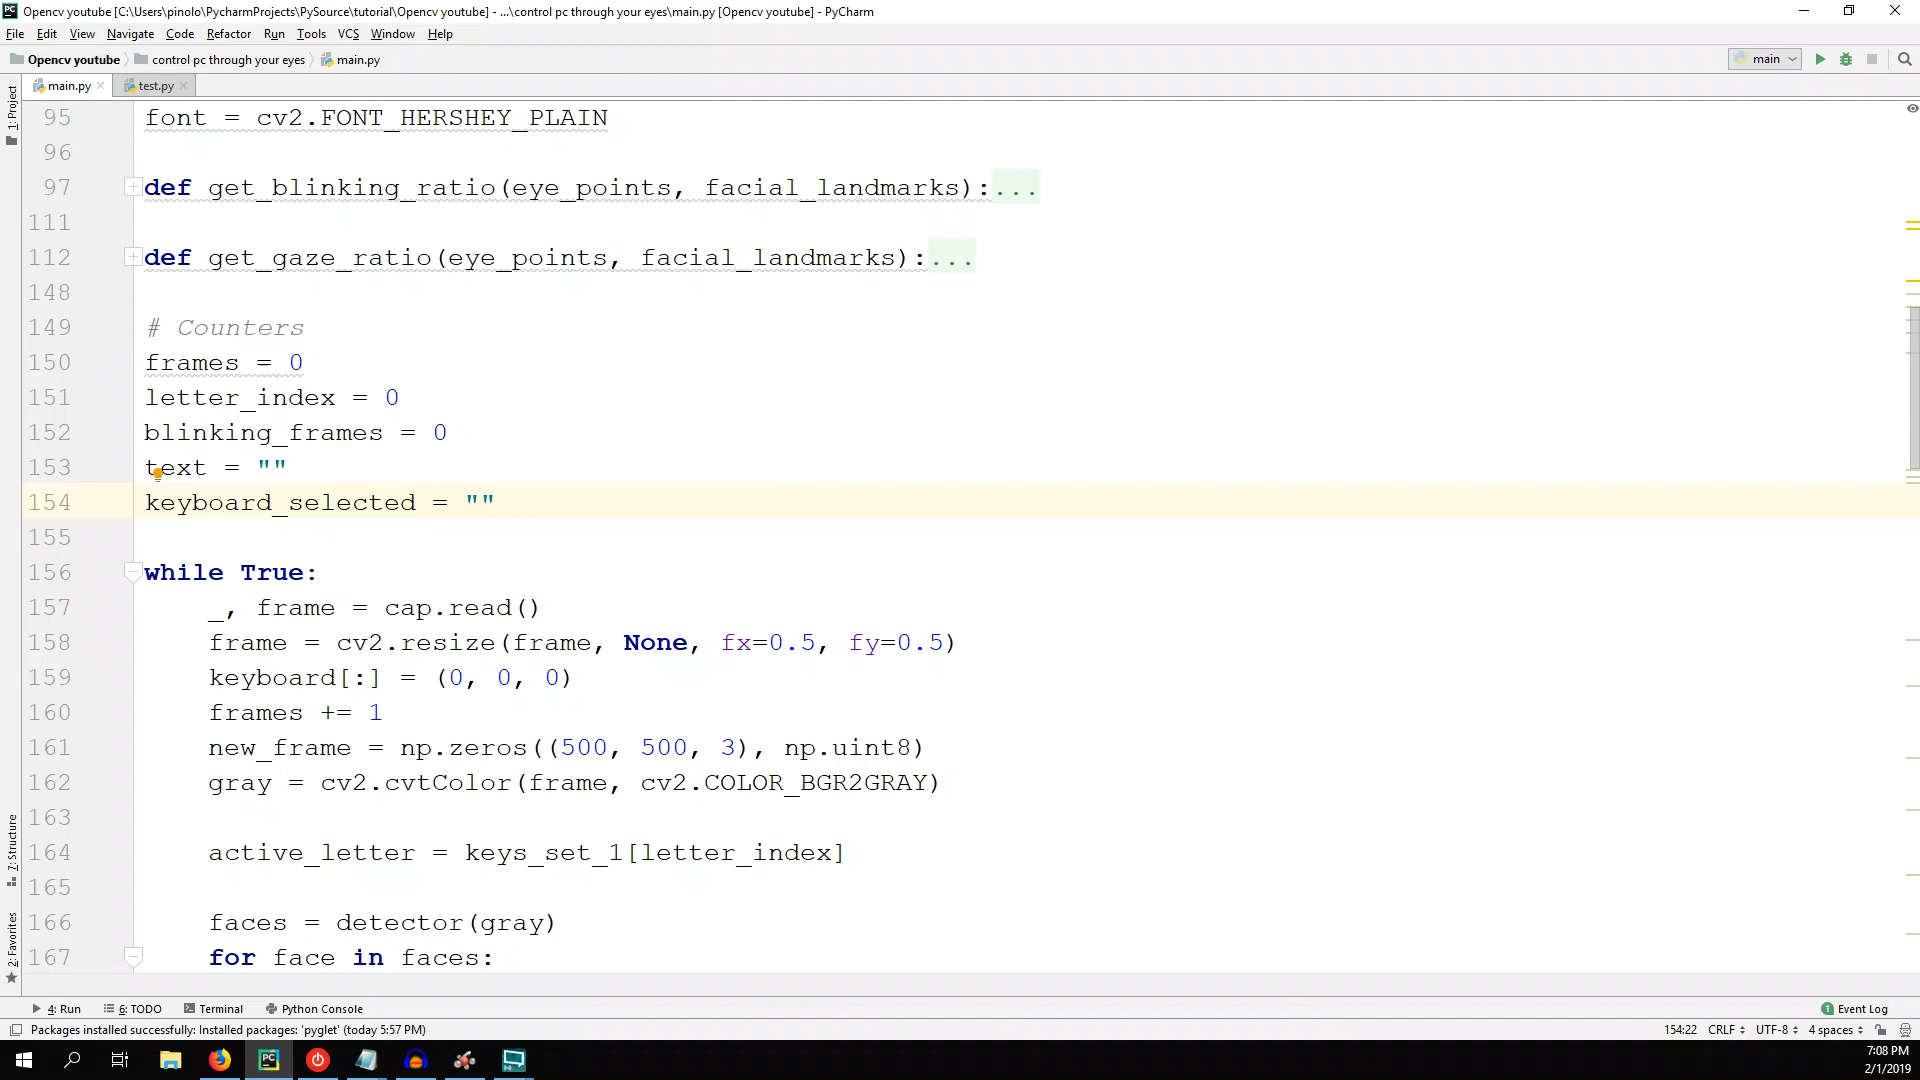 Opencv youtube [C:\Users\pinolo\PycharmProjects\PySource\tutorial\Opencv youtube] - ...\control pc through your eyes\main.py [Opencv youtube] - PyCharm
File Edit View Navigate Code Refactor Run Tools VCS Window Help
Opencv youtube control pc through your eyes main.py main
main.py test.py
1: Project
95 font = cv2.FONT_HERSHEY_PLAIN
96
97 def get_blinking_ratio(eye_points, facial_landmarks):...
111
112 def get_gaze_ratio(eye_points, facial_landmarks):...
148
149 # Counters
150 frames = 0
151 letter_index = 0
152 blinking_frames = 0
153 text = ""
154 keyboard_selected = ""
155
156 while True:
157 _, frame = cap.read()
158 frame = cv2.resize(frame, None, fx=0.5, fy=0.5)
159 keyboard[:] = (0, 0, 0)
160 frames += 1
161 new_frame = np.zeros((500, 500, 3), np.uint8)
162 gray = cv2.cvtColor(frame, cv2.COLOR_BGR2GRAY)
163
164 active_letter = keys_set_1[letter_index]
165
166 faces = detector(gray)
167 for face in faces:
7: Structure
2: Favorites
4: Run 6: TODO Terminal Python Console 1 Event Log
Packages installed successfully: Installed packages: 'pyglet' (today 5:57 PM) 154:22 CRLF UTF-8 4 spaces
PC
7:08 PM
2/1/2019